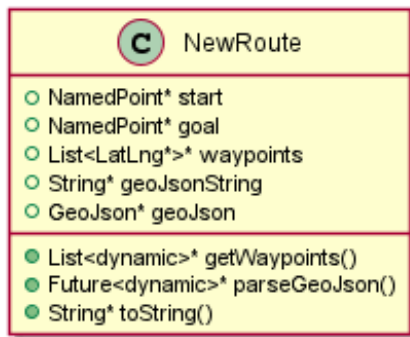 C NewRoute
NamedPoint* start
NamedPoint* goal
List<LatLng*>* waypoints
String* geoJsonString
GeoJson* geoJson
List<dynamic>* getWaypoints()
Future<dynamic>* parseGeoJson()
String* toString()